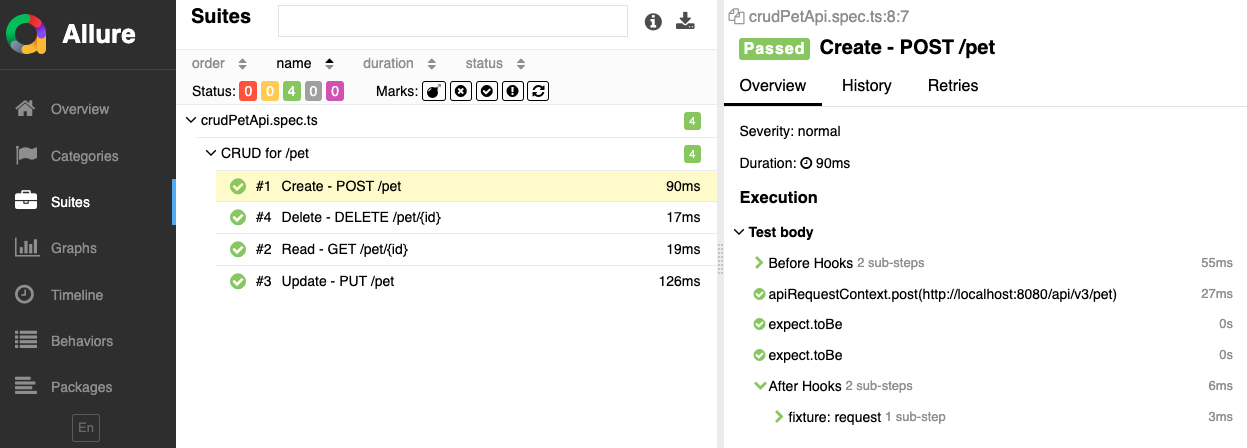 Allure
Overview
Categories
Suites
Graphs
Timeline
Behaviors
Packages
En
Suites
order name duration status
Status: 0 0 4 0 0 Marks:
crudPetApi.spec.ts 4
CRUD for /pet 4
#1 Create - POST /pet 90ms
#4 Delete - DELETE /pet/{id} 17ms
#2 Read - GET /pet/{id} 19ms
#3 Update - PUT /pet 126ms
crudPetApi.spec.ts:8:7
Passed Create - POST /pet
Overview History Retries
Severity: normal
Duration: 90ms
Execution
Test body
Before Hooks 2 sub-steps 55ms
apiRequestContext.post(http://localhost:8080/api/v3/pet) 27ms
expect.toBe 0s
expect.toBe 0s
After Hooks 2 sub-steps 6ms
fixture: request 1 sub-step 3ms